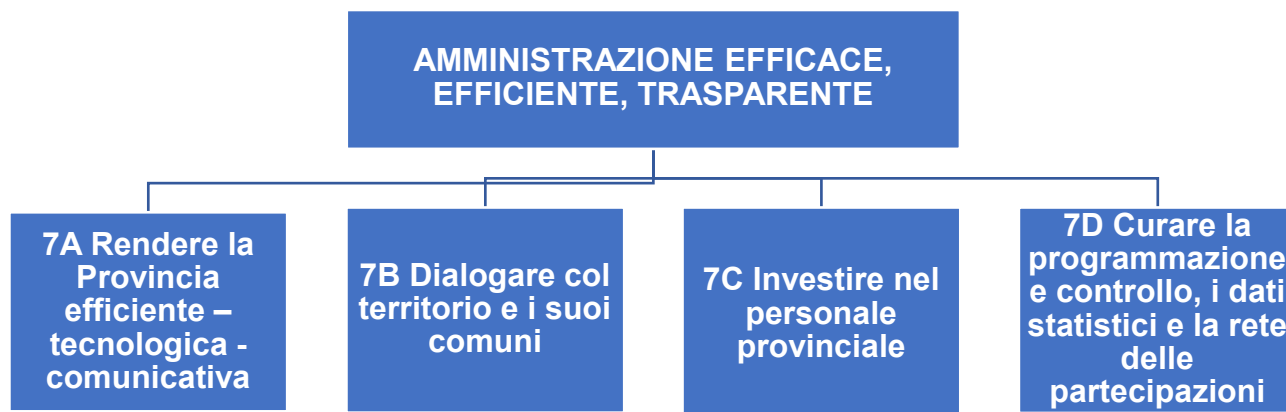 AMMINISTRAZIONE EFFICACE,
EFFICIENTE, TRASPARENTE
7A Rendere la
Provincia
efficiente –
tecnologica -
comunicativa
7B Dialogare col
territorio e i suoi
comuni
7C Investire nel
personale
provinciale
7D Curare la
programmazione
e controllo, i dati
statistici e la rete
delle
partecipazioni